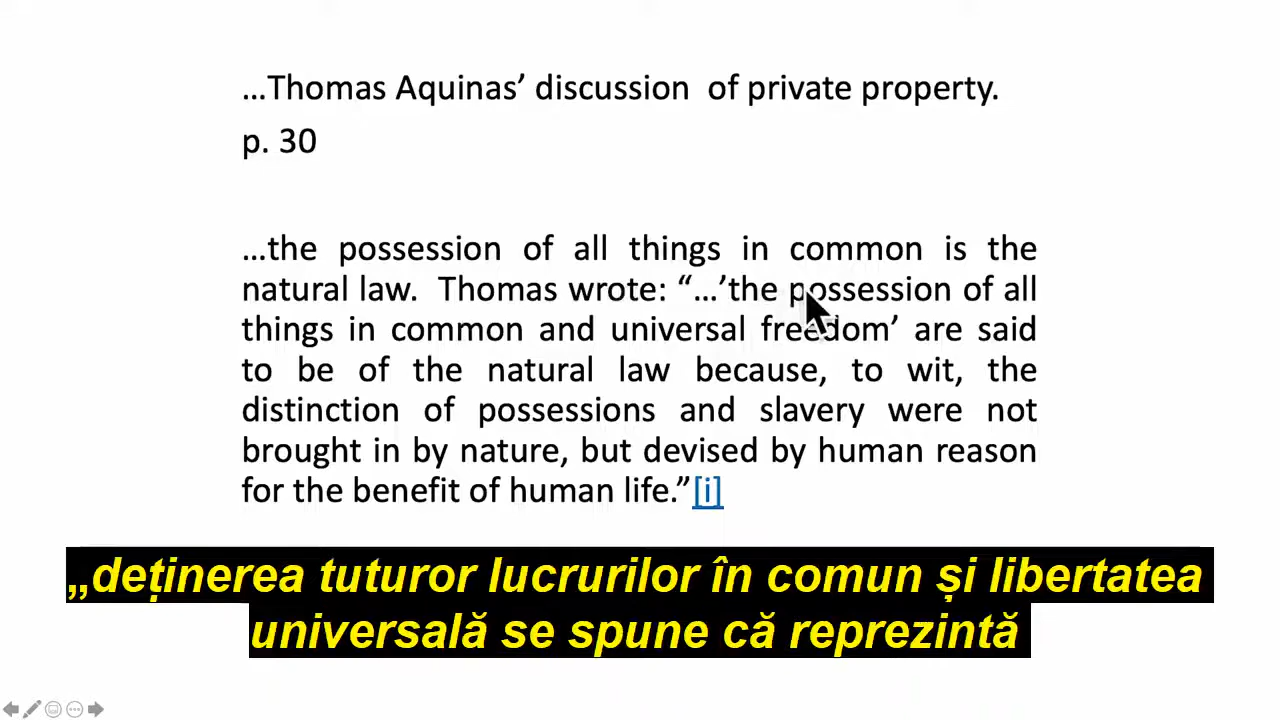 …Thomas Aquinas’ discussion of private property.
p. 30
…the possession of all things in common is the
natural law. Thomas wrote: “…’the possession of all
things in common and universal freedom’ are said
to be of the natural law because, to wit, the
distinction of possessions and slavery were not
brought in by nature, but devised by human reason
for the benefit of human life.”[i]
„deținerea tuturor lucrurilor în comun și libertatea
universală se spune că reprezintă